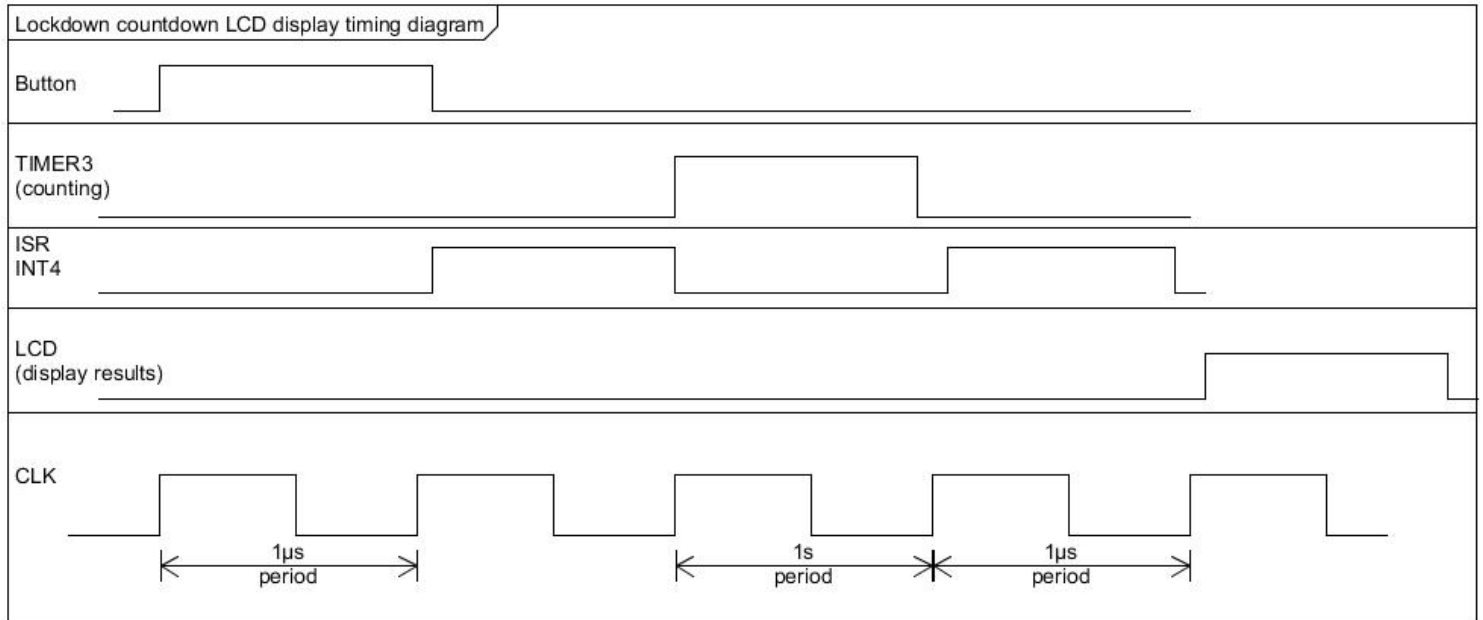 Lockdown countdown LCD display timing diagram
Button
TIMER3
(counting)
ISR
INT4
LCD
(display results)
CLK
1µs
period
1s
period
1µs
period